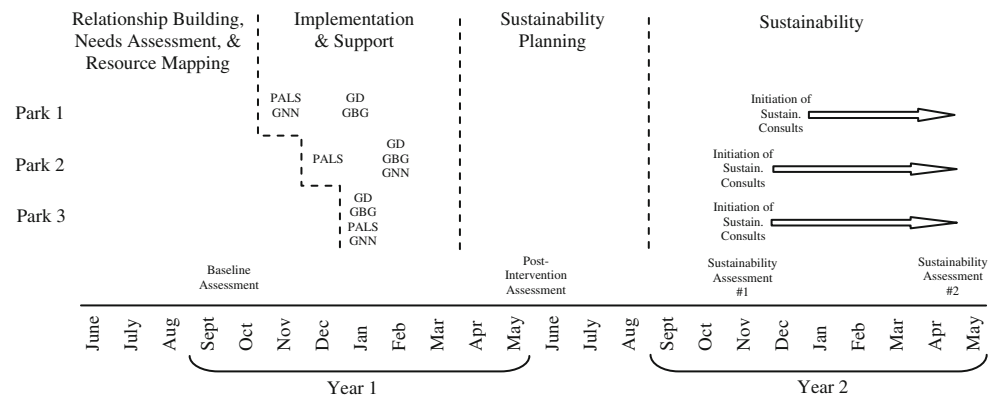 Relationship Building,
Needs Assessment, &
Resource Mapping
Implementation
& Support
Sustainability
Planning
Sustainability
Park 1
PALS
GNN
GD
GBG
Initiation of
Sustain.
Consults
Park 2
PALS
GD
GBG
GNN
Initiation of
Sustain.
Consults
Park 3
GD
GBG
PALS
GNN
Initiation of
Sustain.
Consults
Baseline
Assessment
Post-
Intervention
Assessment
Sustainability
Assessment
#1
Sustainability
Assessment
#2
June
July
Aug
Sept
Oct
Nov
Dec
Jan
Feb
Mar
Apr
May
June
July
Aug
Sept
Oct
Nov
Dec
Jan
Feb
Mar
Apr
May
Year 1
Year 2